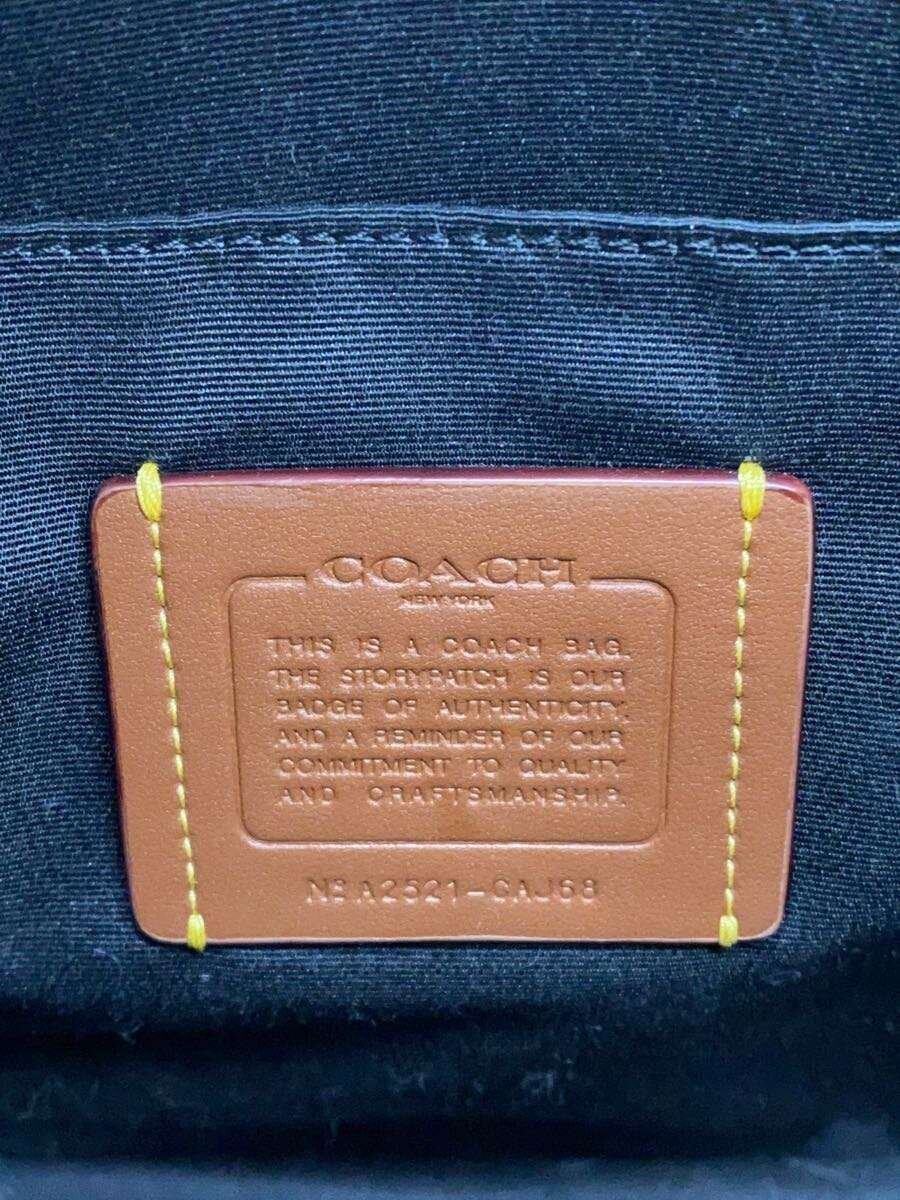 COACH
NEW YORK
THIS IS A COACH BAG.
THE STORYPATCH IS OUR
BADGE OF AUTHENTICITY,
AND A REMINDER OF OUR
COMMITMENT TO QUALITY
AND CRAFTSMANSHIP.
Nº A2521-CAJ68